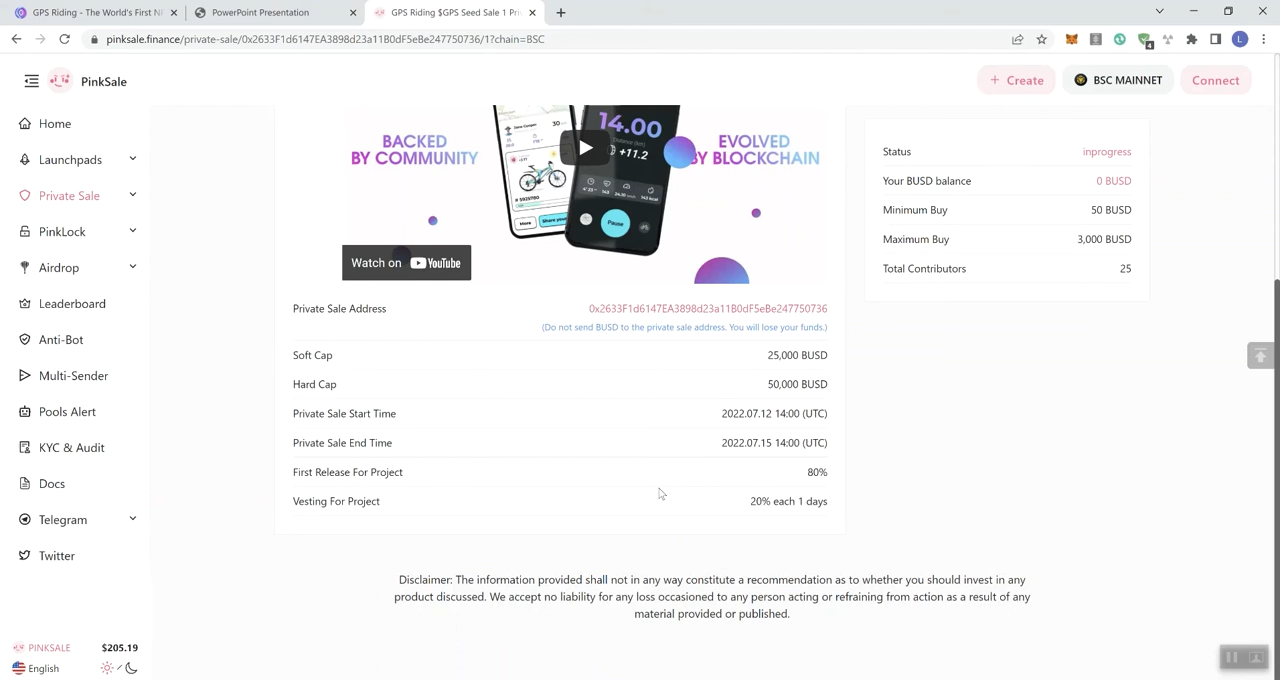 GPS Riding - The World's First N
PowerPoint Presentation
GPS Riding $GPS Seed Sale 1 Pri
pinksale.finance/private-sale/0x2633F1d6147EA3898d23a11B0dF5eBe247750736/1?chain=BSC
4
L
PinkSale
Create
BSC MAINNET
Connect
Home
Launchpads
Private Sale
PinkLock
Airdrop
Leaderboard
Anti-Bot
Multi-Sender
Pools Alert
KYC & Audit
Docs
Telegram
Twitter
PINKSALE
$205.19
English
BACKED
BY COMMUNITY
14.00
+11.2
Pause
More
EVOLVED
BY BLOCKCHAIN
Watch on YouTube
Private Sale Address
0x2633F1d6147EA3898d23a11B0dF5eBe247750736
(Do not send BUSD to the private sale address. You will lose your funds.)
Soft Cap
25,000 BUSD
Hard Cap
50,000 BUSD
Private Sale Start Time
2022.07.12 14:00 (UTC)
Private Sale End Time
2022.07.15 14:00 (UTC)
First Release For Project
80%
Vesting For Project
20% each 1 days
Status
inprogress
Your BUSD balance
0 BUSD
Minimum Buy
50 BUSD
Maximum Buy
3,000 BUSD
Total Contributors
25
Disclaimer: The information provided shall not in any way constitute a recommendation as to whether you should invest in any
product discussed. We accept no liability for any loss occasioned to any person acting or refraining from action as a result of any
material provided or published.